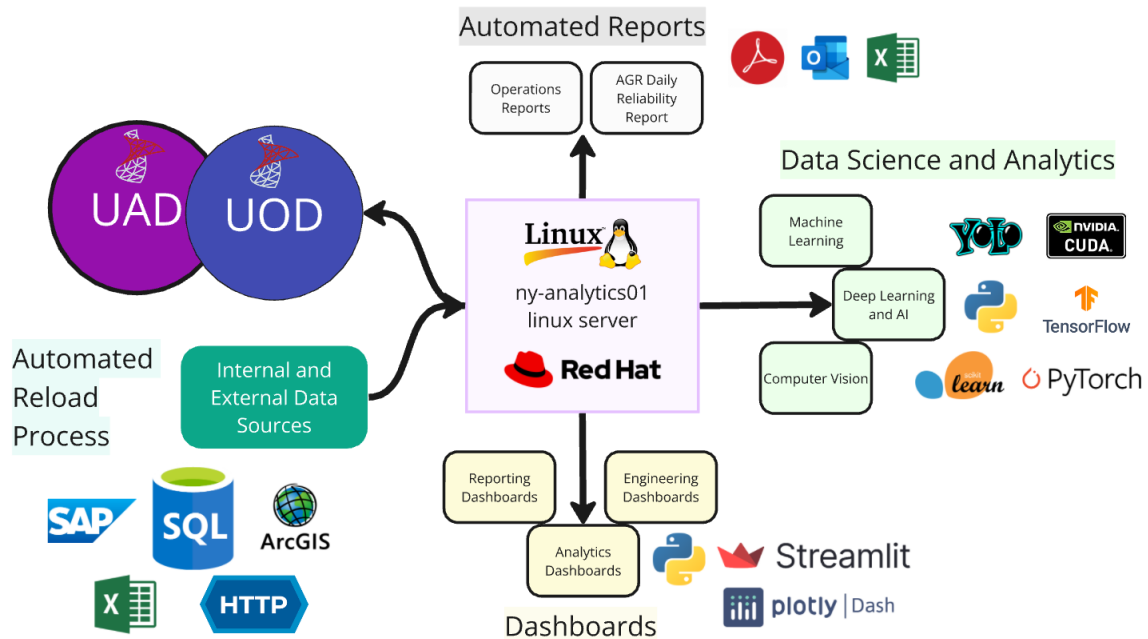 Automated Reports
Operations
Reports
AGR Daily
Reliability
Report
O
X
UAD
UOD
Data Science and Analytics
Machine
Learning
Deep Learning
and AI
Computer Vision
YOLO
NVIDIA.
CUDA.
TensorFlow
scikit
learn
PyTorch
Linux
ny-analytics01
linux server
Red Hat
Automated
Reload
Process
Internal and
External Data
Sources
SAP
SQL
ArcGIS
X
HTTP
Reporting
Dashboards
Engineering
Dashboards
Analytics
Dashboards
Streamlit
plotly | Dash
Dashboards